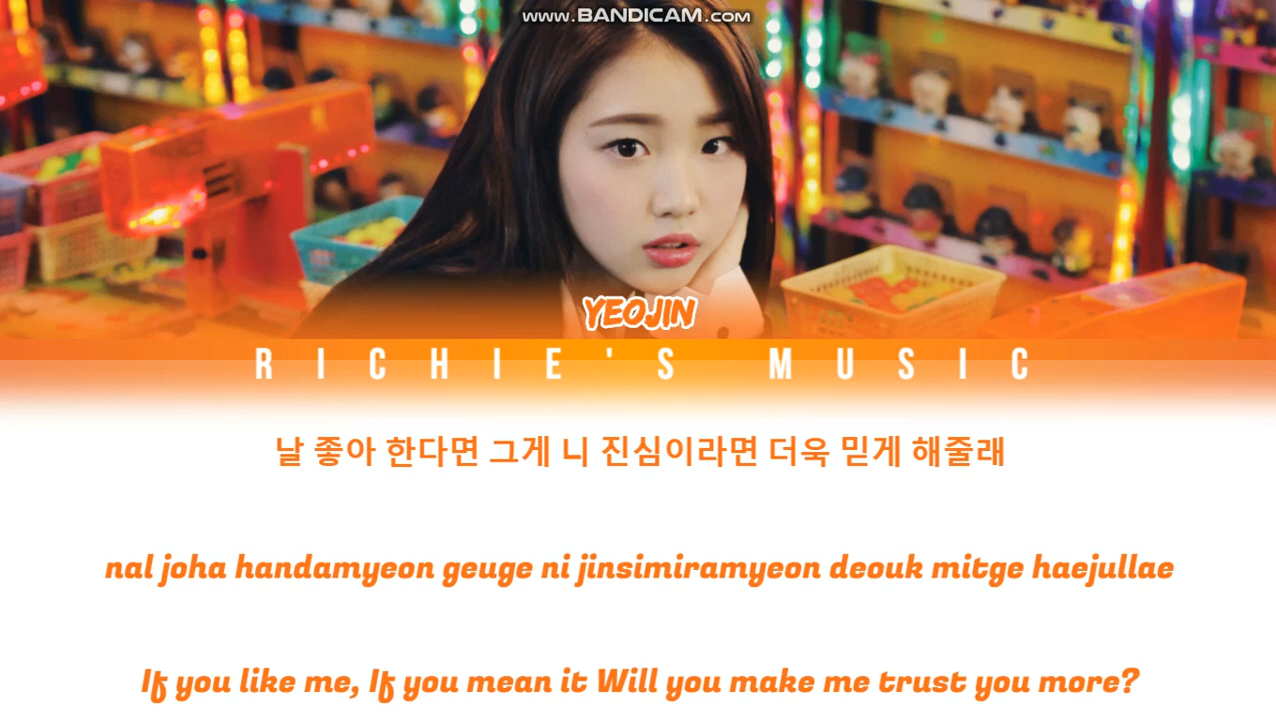 www.BANDICAM.com
YEOJIN
RICHIE'S MUSIC
날 좋아 한다면 그게 니 진심이라면 더욱 믿게 해줄래
nal joha handamyeon geuge ni jinsimiramyeon deouk mitge haejullae
If you like me, If you mean it Will you make me trust you more?